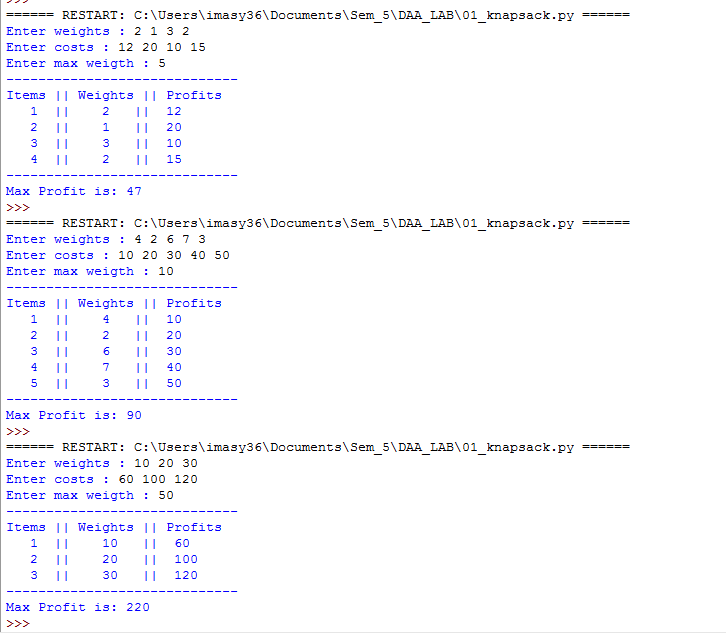 >>>
====== RESTART: C:\Users\imasy36\Documents\Sem_5\DAA_LAB\01_knapsack.py ======
Enter weights : 2 1 3 2
Enter costs : 12 20 10 15
Enter max weigth : 5
-----------------------------
Items || Weights || Profits
   1  ||    2   ||  12
   2  ||    1   ||  20
   3  ||    3   ||  10
   4  ||    2   ||  15
-----------------------------
Max Profit is: 47
>>>
====== RESTART: C:\Users\imasy36\Documents\Sem_5\DAA_LAB\01_knapsack.py ======
Enter weights : 4 2 6 7 3
Enter costs : 10 20 30 40 50
Enter max weigth : 10
-----------------------------
Items || Weights || Profits
   1  ||    4   ||  10
   2  ||    2   ||  20
   3  ||    6   ||  30
   4  ||    7   ||  40
   5  ||    3   ||  50
-----------------------------
Max Profit is: 90
>>>
====== RESTART: C:\Users\imasy36\Documents\Sem_5\DAA_LAB\01_knapsack.py ======
Enter weights : 10 20 30
Enter costs : 60 100 120
Enter max weigth : 50
-----------------------------
Items || Weights || Profits
   1  ||    10   ||  60
   2  ||    20   ||  100
   3  ||    30   ||  120
-----------------------------
Max Profit is: 220
>>>